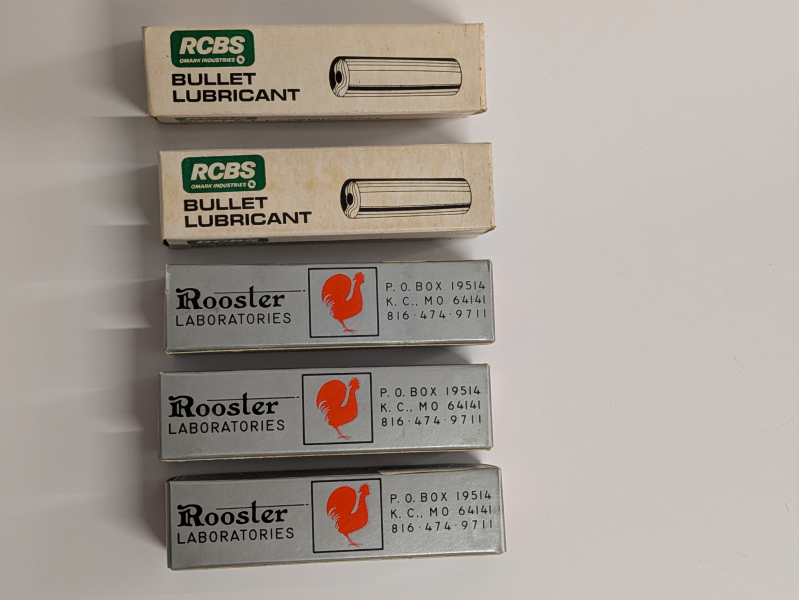 RCBS
OMARK INDUSTRIES
BULLET
LUBRICANT
RCBS
OMARK INDUSTRIES
BULLET
LUBRICANT
RCBS
Rooster
LABORATORIES
P. O. BOX 19514
K. C., MO 64141
816·474·9711
Rooster
LABORATORIES
P. O. BOX 19514
K. C., MO 64141
816·474·9711
Rooster
LABORATORIES
P. O. BOX 19514
K. C., MO 64141
816·474·9711